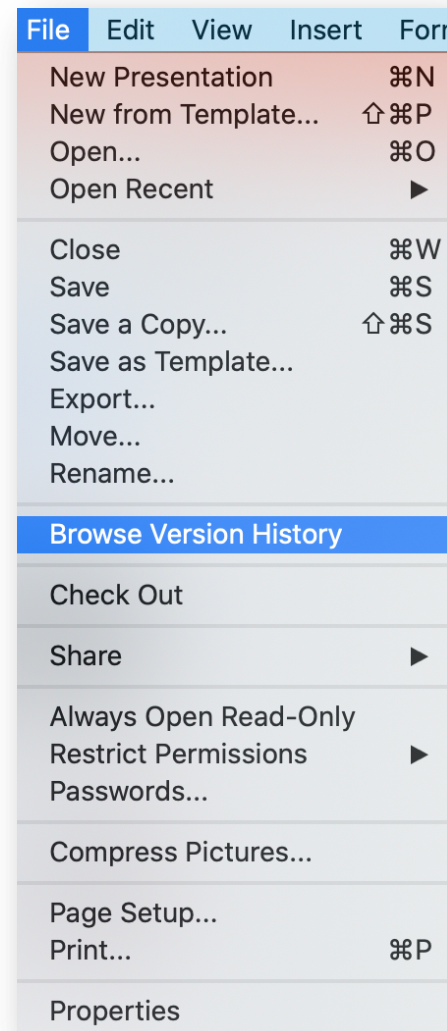 File Edit View Insert
New Presentation ⌘N
New from Template... ⇧⌘P
Open... ⌘O
Open Recent ▶
Close ⌘W
Save ⌘S
Save a Copy... ⇧⌘S
Save as Template...
Export...
Move...
Rename...
Browse Version History
Check Out
Share ▶
Always Open Read-Only
Restrict Permissions ▶
Passwords...
Compress Pictures...
Page Setup...
Print... ⌘P
Properties